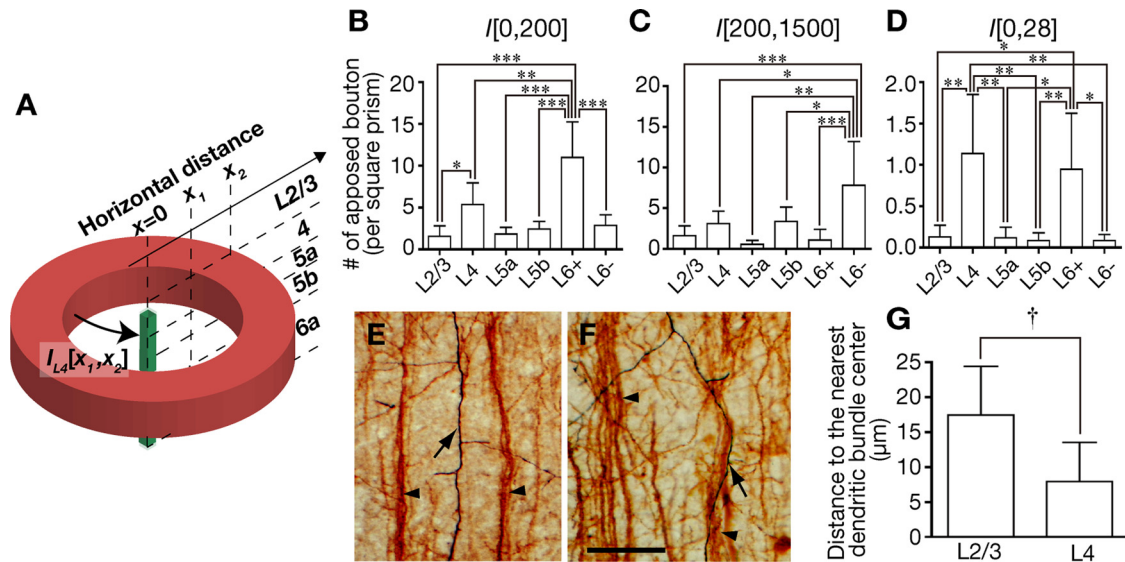 A
Horizontal distance
x=0
x1
x2
L2/3
4
5a
5b
6a
IL4[x1,x2]
B
I[0,200]
# of apposed bouton
(per square prism)
20
15
10
5
0
***
**
***
***
***
*
L2/3
L4
L5a
L5b
L6+
L6-
C
I[200,1500]
20
15
10
5
0
***
*
**
*
***
L2/3
L4
L5a
L5b
L6+
L6-
D
I[0,28]
2.0
1.5
1.0
0.5
0.0
*
**
**
**
**
*
**
*
L2/3
L4
L5a
L5b
L6+
L6-
E
F
G
†
Distance to the nearest
dendritic bundle center
(μm)
25
20
15
10
5
0
L2/3
L4